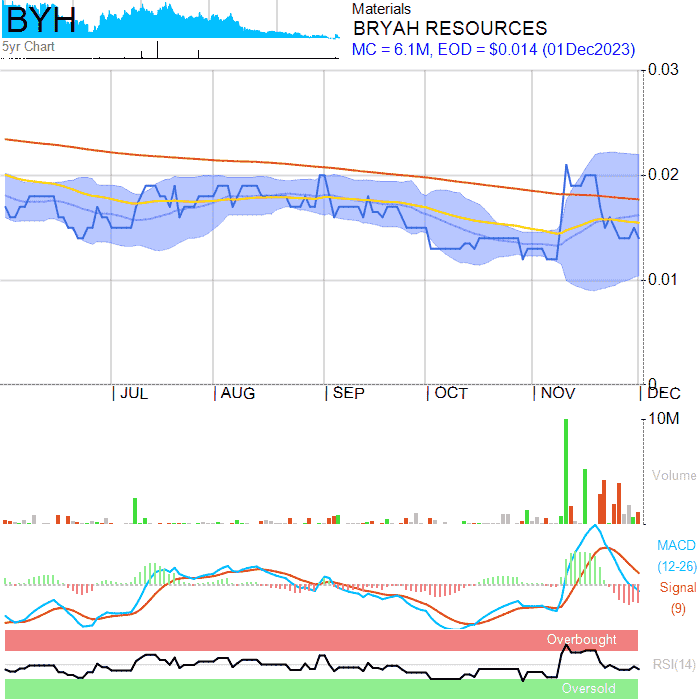 BYH
5yr Chart
Materials
BRYAH RESOURCES
MC = 6.1M, EOD = $0.014 (01Dec2023)
0.03
0.02
0.01
0
JUL AUG SEP OCT NOV DEC
10M
Volume
MACD
(12-26)
Signal
(9)
Overbought
RSI(14)
Oversold